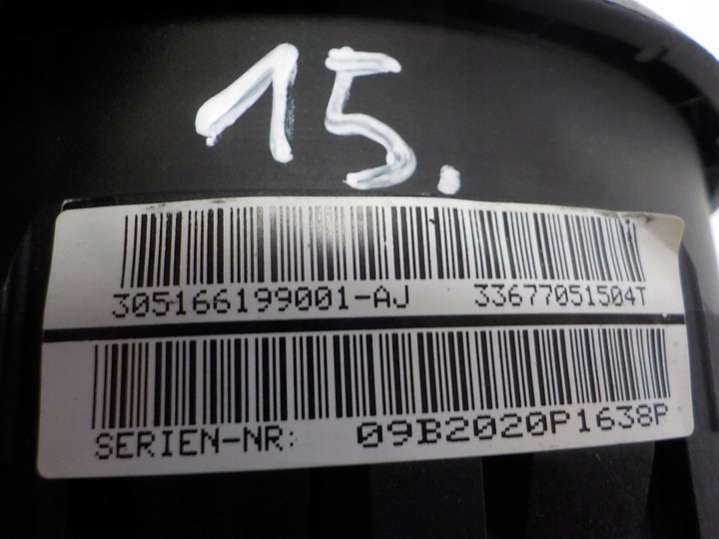 15.
305166199001-AJ 33677051504T
SERIEN-NR: 09B2020P1638P